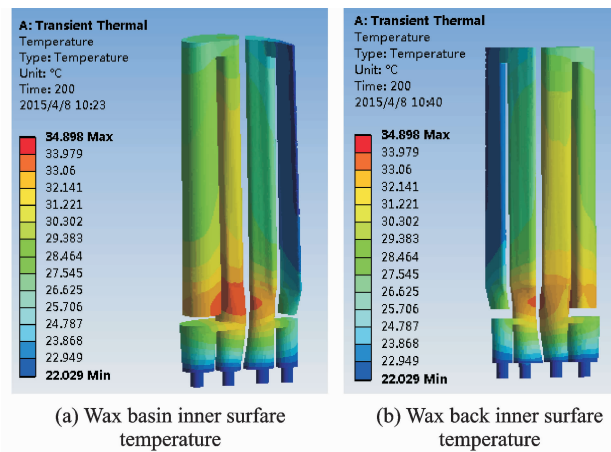 A: Transient Thermal
Temperature
Type: Temperature
Unit: °C
Time: 200
2015/4/8 10:23
34.898 Max
33.979
33.06
32.141
31.221
30.302
29.383
28.464
27.545
26.625
25.706
24.787
23.868
22.949
22.029 Min
(a) Wax basin inner surfare
temperature
A: Transient Thermal
Temperature
Type: Temperature
Unit: °C
Time: 200
2015/4/8 10:40
34.898 Max
33.979
33.06
32.141
31.221
30.302
29.383
28.464
27.545
26.625
25.706
24.787
23.868
22.949
22.029 Min
(b) Wax back inner surfare
temperature